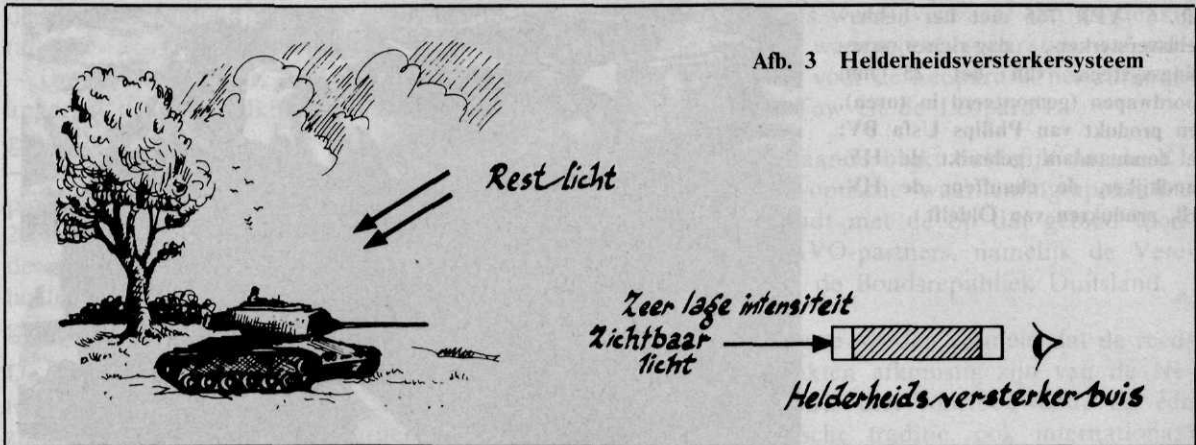 Afb. 3 Helderheidsversterkersysteem
Rest licht
Zeer lage intensiteit
Zichtbaar
licht
Helderheids versterker buis